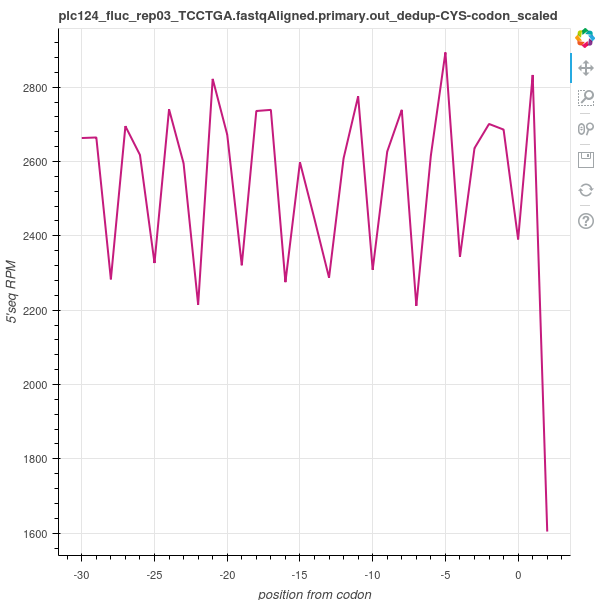 plc124_fluc_rep03_TCCTGA.fastqAligned.primary.out_dedup-CYS-codon_scaled
2800
2600
2400
2200
2000
1800
1600
5'seq RPM
-30 -25 -20 -15 -10 -5 0
position from codon